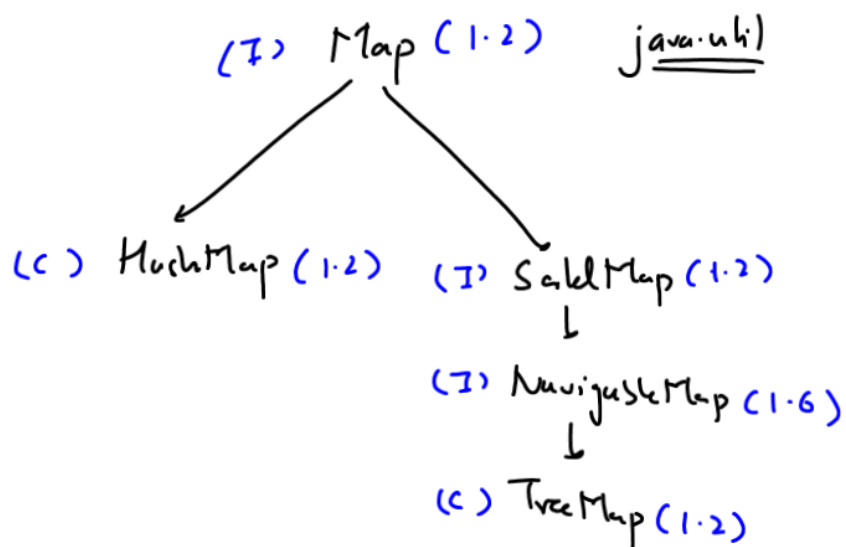 (I) Map (1.2) java.util
(C) HashMap (1.2)
(I) SortedMap (1.2)
(I) NavigableMap (1.6)
(C) TreeMap (1.2)